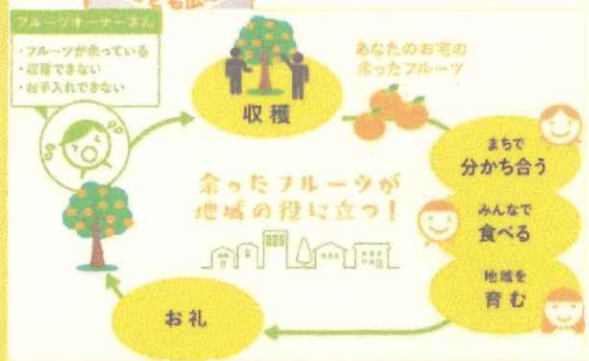 フルーツオーナーさん
・フルーツが余っている
・収穫できない
・お手入れできない
収穫
あなたのお宅の
余ったフルーツ
まちで
分かち合う
みんなで
食べる
地域を
育む
お礼
余ったフルーツが
地域の役に立つ！